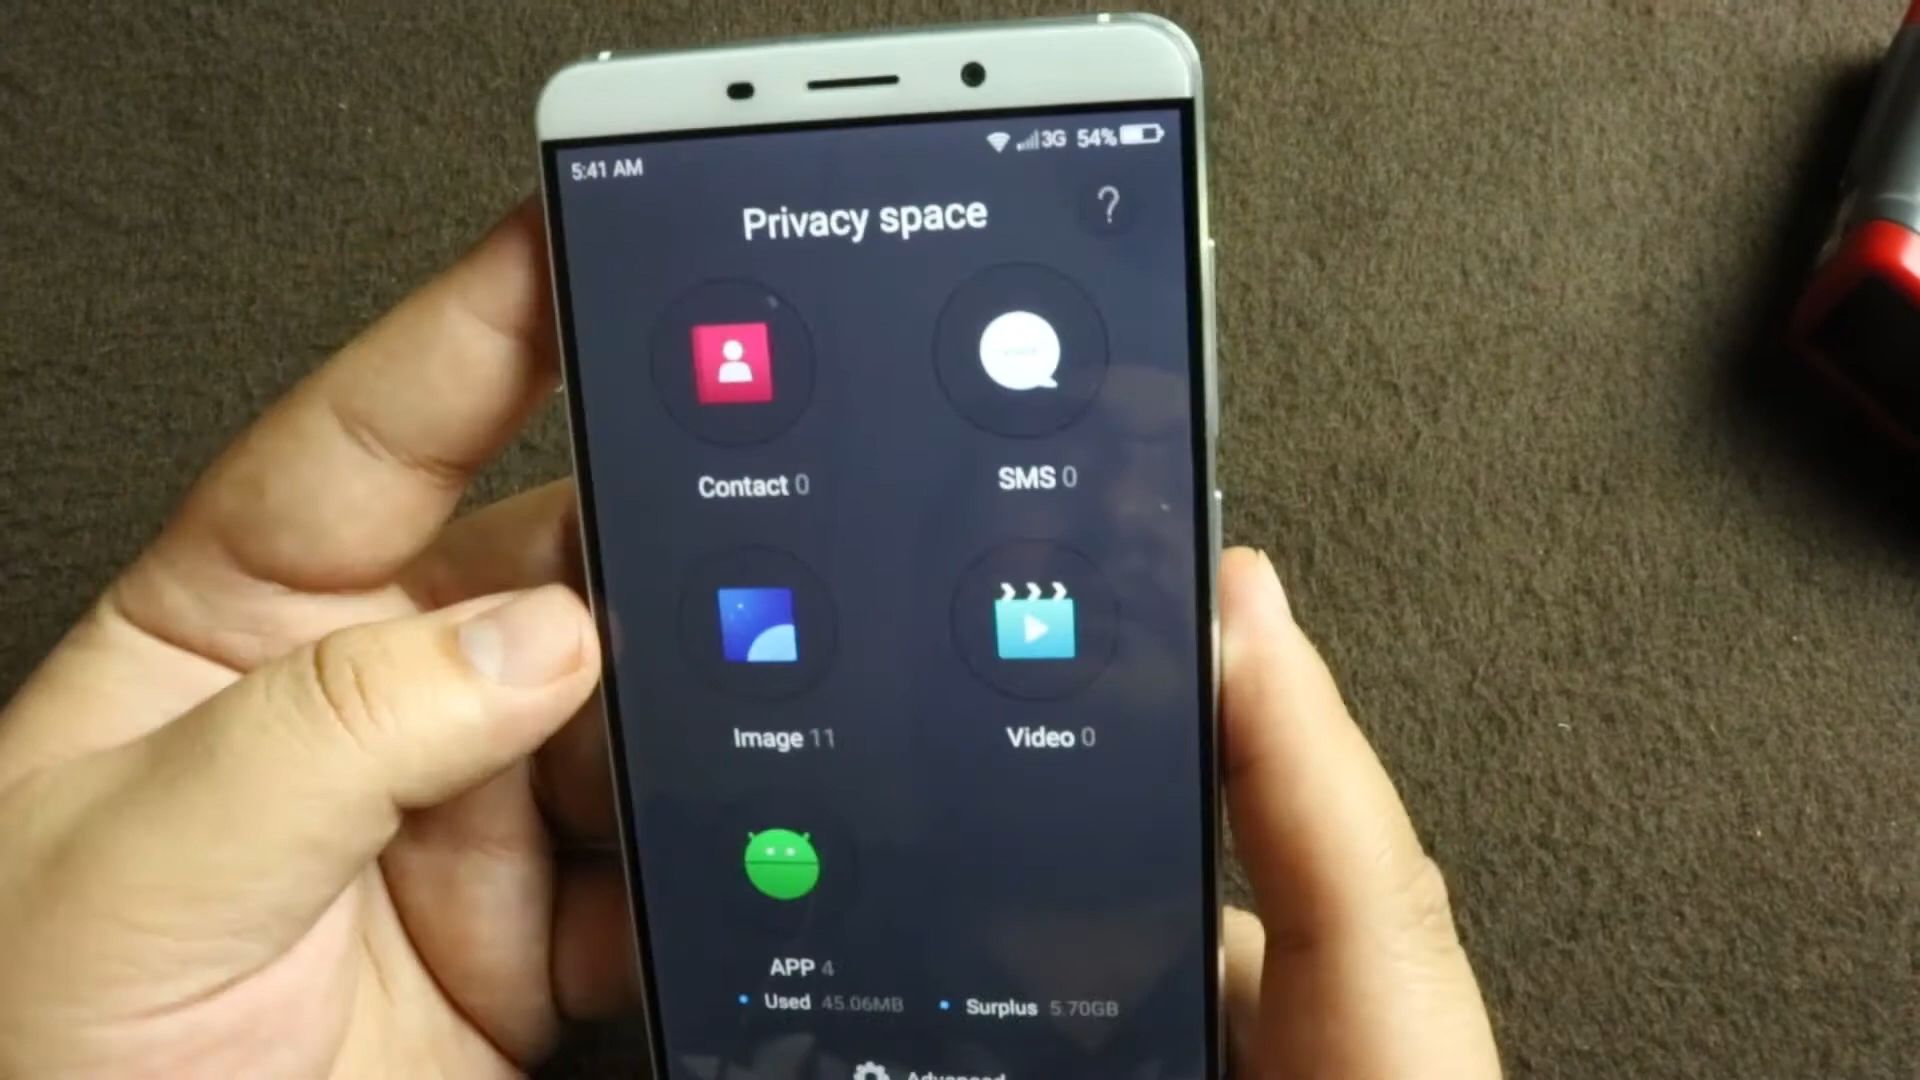 3G 54%
5:41 AM
Privacy space ?
Contact 0
SMS 0
Image 11
Video 0
APP 4
Used 45.06MB
Surplus 5.70GB
Advanced